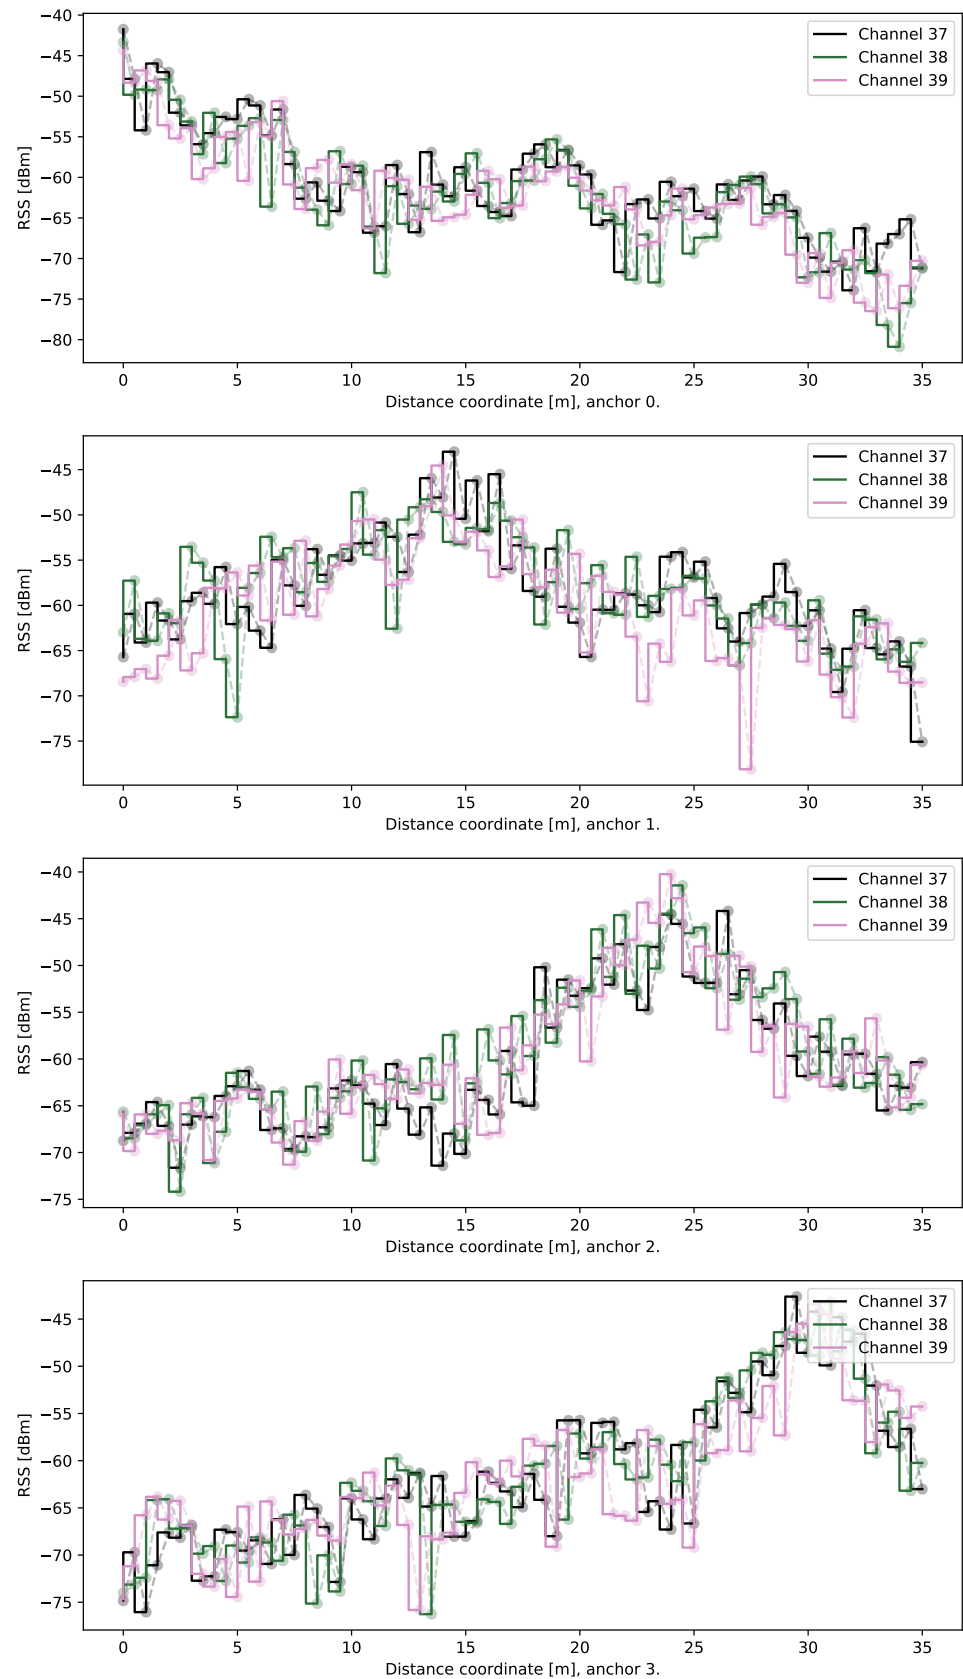 −40
−45
−50
−55
−60
−65
−70
−75
−80
RSS [dBm]
Channel 37
Channel 38
Channel 39
0 5 10 15 20 25 30 35
Distance coordinate [m], anchor 0.
−45
−50
−55
−60
−65
−70
−75
RSS [dBm]
Channel 37
Channel 38
Channel 39
0 5 10 15 20 25 30 35
Distance coordinate [m], anchor 1.
−40
−45
−50
−55
−60
−65
−70
−75
RSS [dBm]
Channel 37
Channel 38
Channel 39
0 5 10 15 20 25 30 35
Distance coordinate [m], anchor 2.
−45
−50
−55
−60
−65
−70
−75
RSS [dBm]
Channel 37
Channel 38
Channel 39
0 5 10 15 20 25 30 35
Distance coordinate [m], anchor 3.